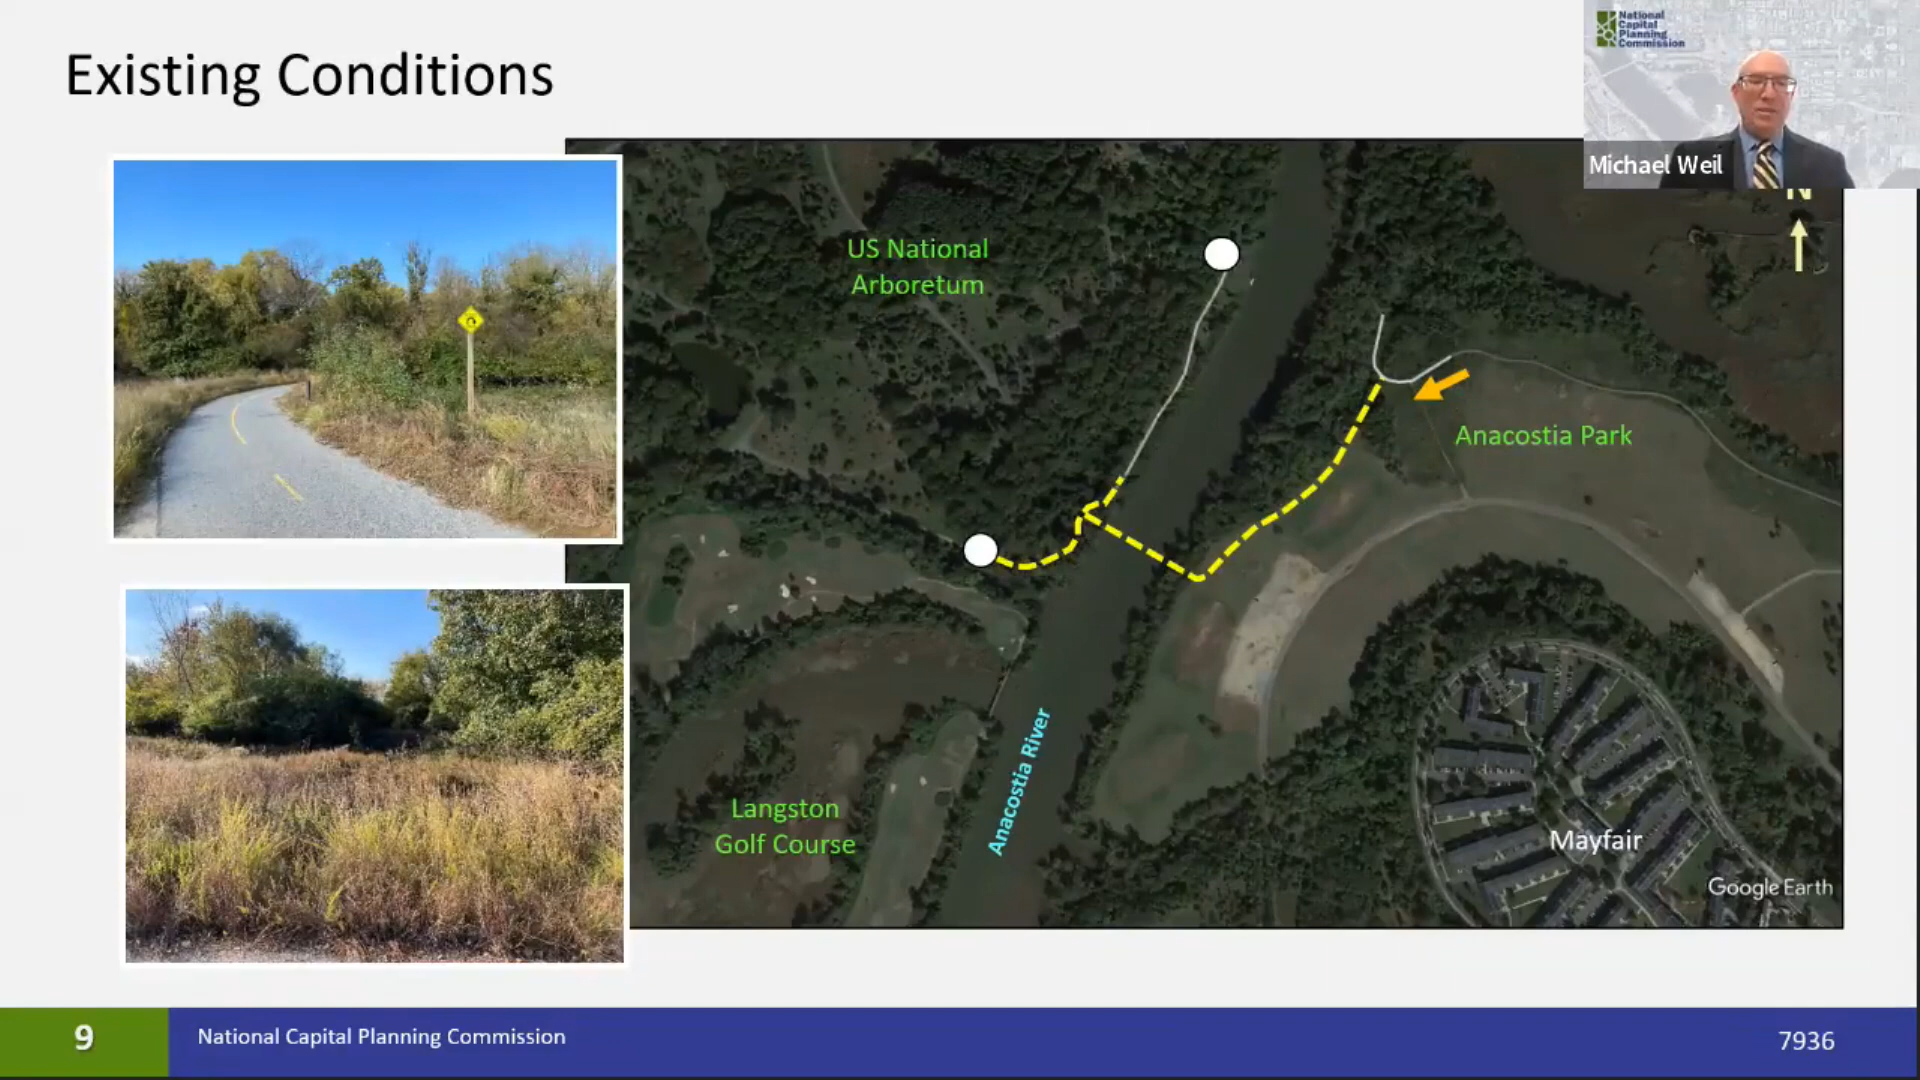 Existing Conditions
National
Capital
Planning
Commission
Michael Weil
N
US National
Arboretum
Anacostia Park
Anacostia River
Langston
Golf Course
Mayfair
Google Earth
9
National Capital Planning Commission
7936